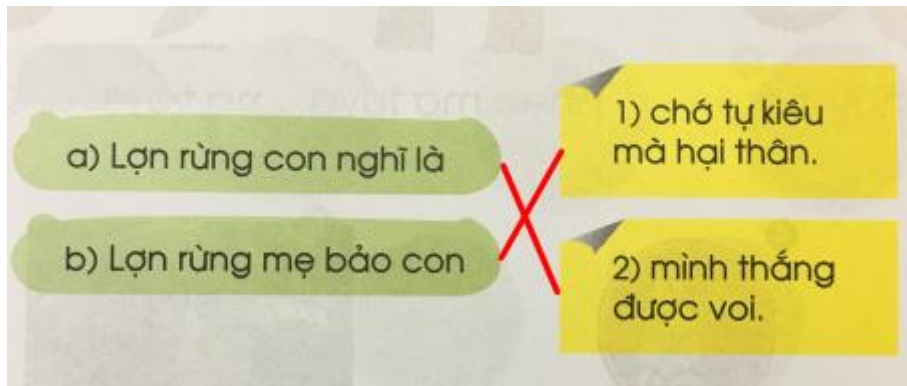 a) Lợn rừng con nghĩ là
b) Lợn rừng mẹ bảo con
1) chớ tự kiêu
mà hại thân.
2) mình thắng
được voi.